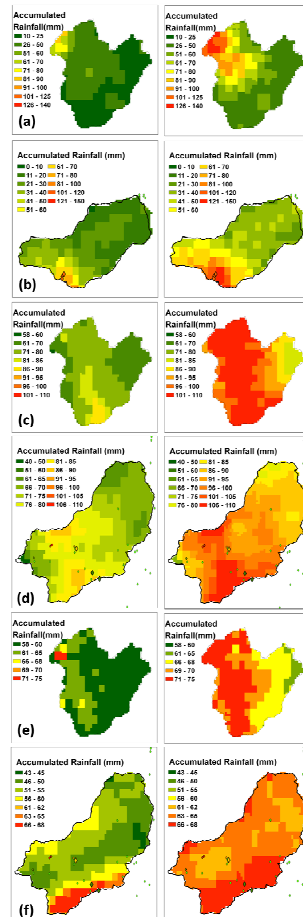 Accumulated
Rainfall(mm)
10 - 25
26 - 50
51 - 60
61 - 70
71 - 80
81 - 90
91 - 100
101 - 125
126 - 140
(a)
Accumulated
Rainfall(mm)
10 - 25
26 - 50
51 - 60
61 - 70
71 - 80
81 - 90
91 - 100
101 - 125
126 - 140
Accumulated Rainfall (mm)
0 - 10 61 - 70
11 - 20 71 - 80
21 - 30 81 - 100
31 - 40 101 - 120
41 - 50 121 - 150
51 - 60
(b)
Accumulated Rainfall (mm)
0 - 10 61 - 70
11 - 20 71 - 80
21 - 30 81 - 100
31 - 40 101 - 120
41 - 50 121 - 150
51 - 60
Accumulated
Rainfall(mm)
58 - 60
61 - 70
71 - 80
81 - 85
86 - 90
91 - 95
96 - 100
101 - 110
(c)
Accumulated
Rainfall(mm)
58 - 60
61 - 70
71 - 80
81 - 85
86 - 90
91 - 95
96 - 100
101 - 110
Accumulated Rainfall (mm)
40 - 50 81 - 85
51 - 60 86 - 90
61 - 65 91 - 95
66 - 70 96 - 100
71 - 75 101 - 105
76 - 80 106 - 110
(d)
Accumulated Rainfall (mm)
40 - 50 81 - 85
51 - 60 86 - 90
61 - 65 91 - 95
66 - 70 96 - 100
71 - 75 101 - 105
76 - 80 106 - 110
Accumulated
Rainfall(mm)
58 - 60
61 - 65
66 - 68
69 - 70
71 - 75
(e)
Accumulated
Rainfall(mm)
58 - 60
61 - 65
66 - 68
69 - 70
71 - 75
Accumulated Rainfall (mm)
43 - 45
46 - 50
51 - 55
56 - 60
61 - 62
63 - 65
66 - 68
(f)
Accumulated Rainfall (mm)
43 - 45
46 - 50
51 - 55
56 - 60
61 - 62
63 - 65
66 - 68